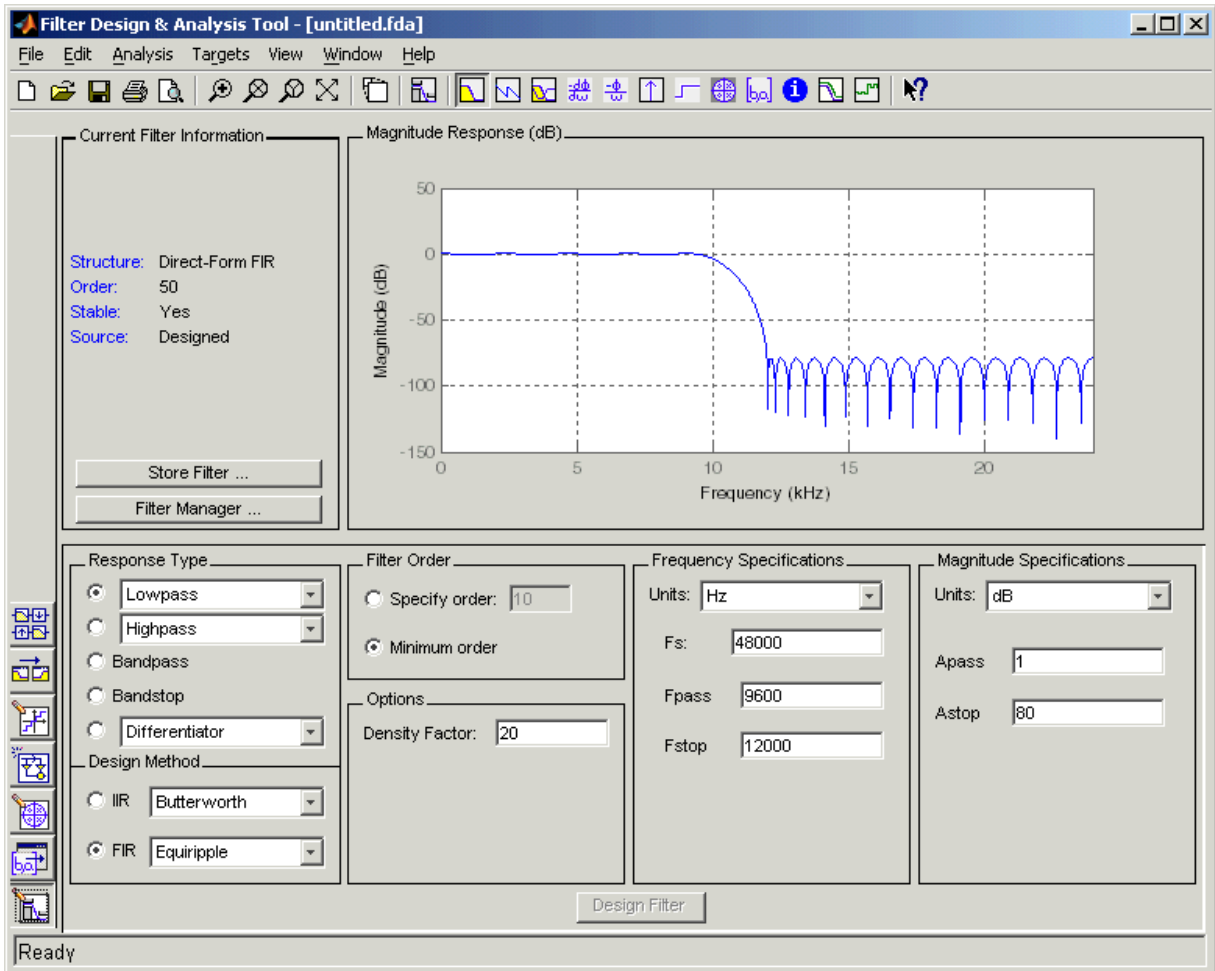 Filter Design & Analysis Tool - [untitled.fda]
File Edit Analysis Targets View Window Help
Current Filter Information
Structure: Direct-Form FIR
Order: 50
Stable: Yes
Source: Designed
Store Filter ...
Filter Manager ...
Magnitude Response (dB)
50
0
-50
-100
-150
Magnitude (dB)
0 5 10 15 20
Frequency (kHz)
Response Type
Lowpass
Highpass
Bandpass
Bandstop
Differentiator
Design Method
IIR Butterworth
FIR Equiripple
Filter Order
Specify order: 10
Minimum order
Options
Density Factor: 20
Frequency Specifications
Units: Hz
Fs: 48000
Fpass 9600
Fstop 12000
Magnitude Specifications
Units: dB
Apass 1
Astop 80
Design Filter
Ready